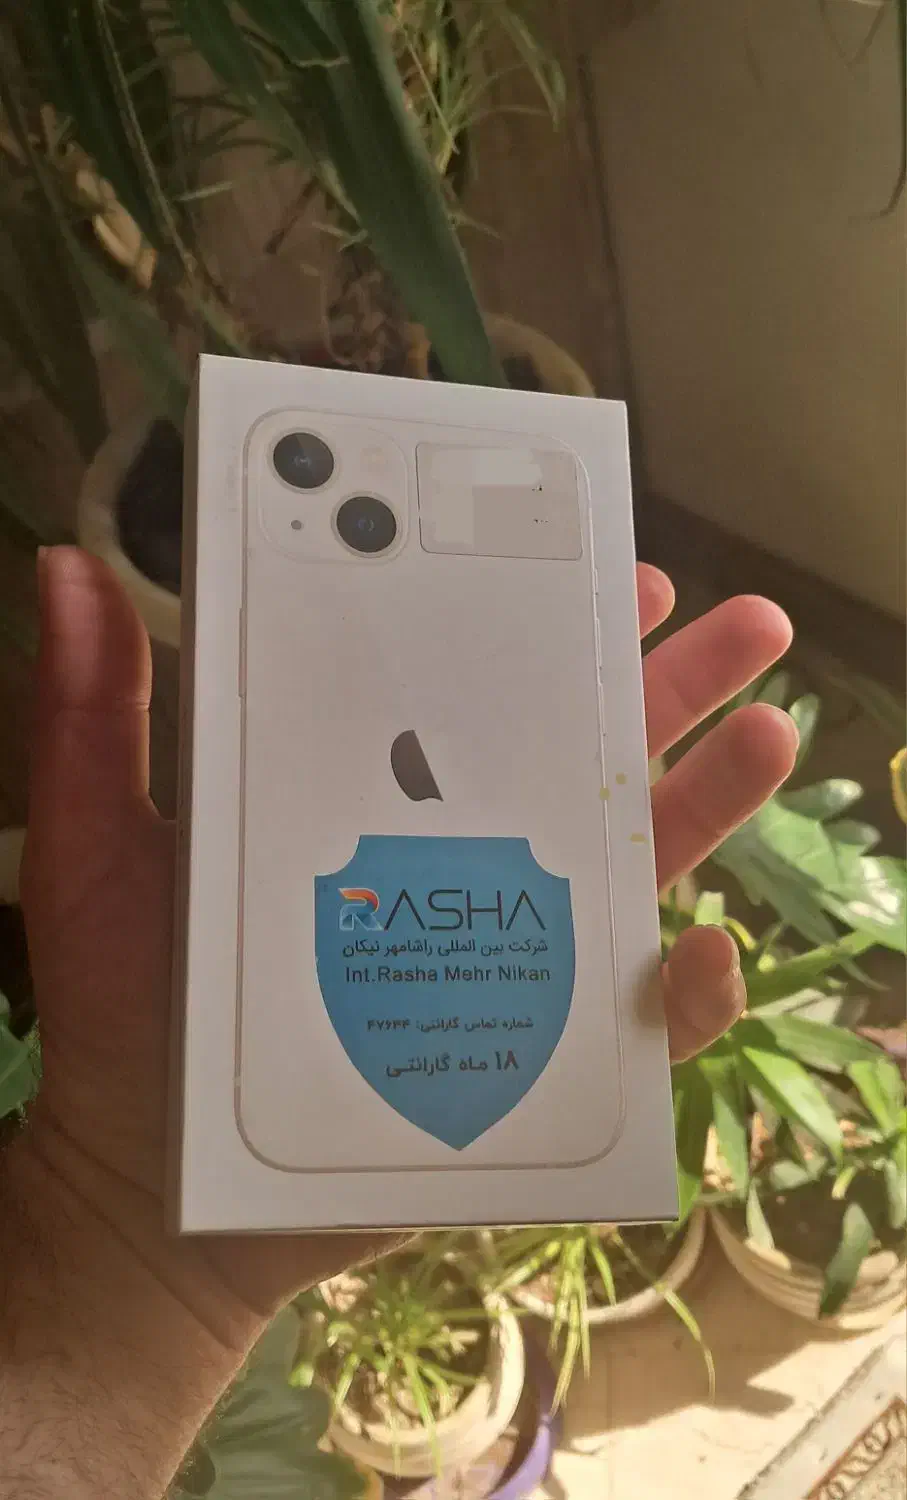 RASHA
شرکت بین المللی راشامهر نیکان
Int.Rasha Mehr Nikan
شماره تماس گارانتی: ۴۷۶۴۴
۱۸ ماه گارانتی